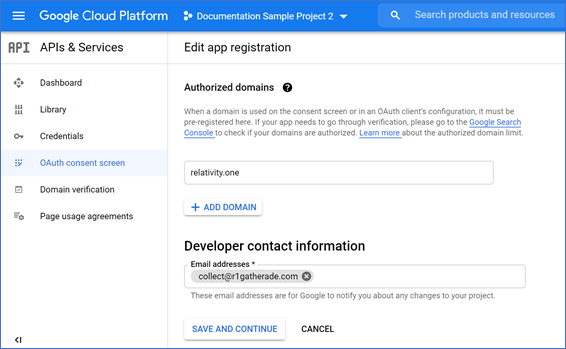 Google Cloud Platform
Documentation Sample Project 2
Search products and resources
API APIs & Services
Edit app registration
Dashboard
Library
Credentials
OAuth consent screen
Domain verification
Page usage agreements
Authorized domains
When a domain is used on the consent screen or in an OAuth client's configuration, it must be
pre-registered here. If your app needs to go through verification, please go to the Google Search
Console to check if your domains are authorized. Learn more about the authorized domain limit.
relativity.one
+ ADD DOMAIN
Developer contact information
Email addresses *
collect@r1gatherade.com
These email addresses are for Google to notify you about any changes to your project.
SAVE AND CONTINUE
CANCEL